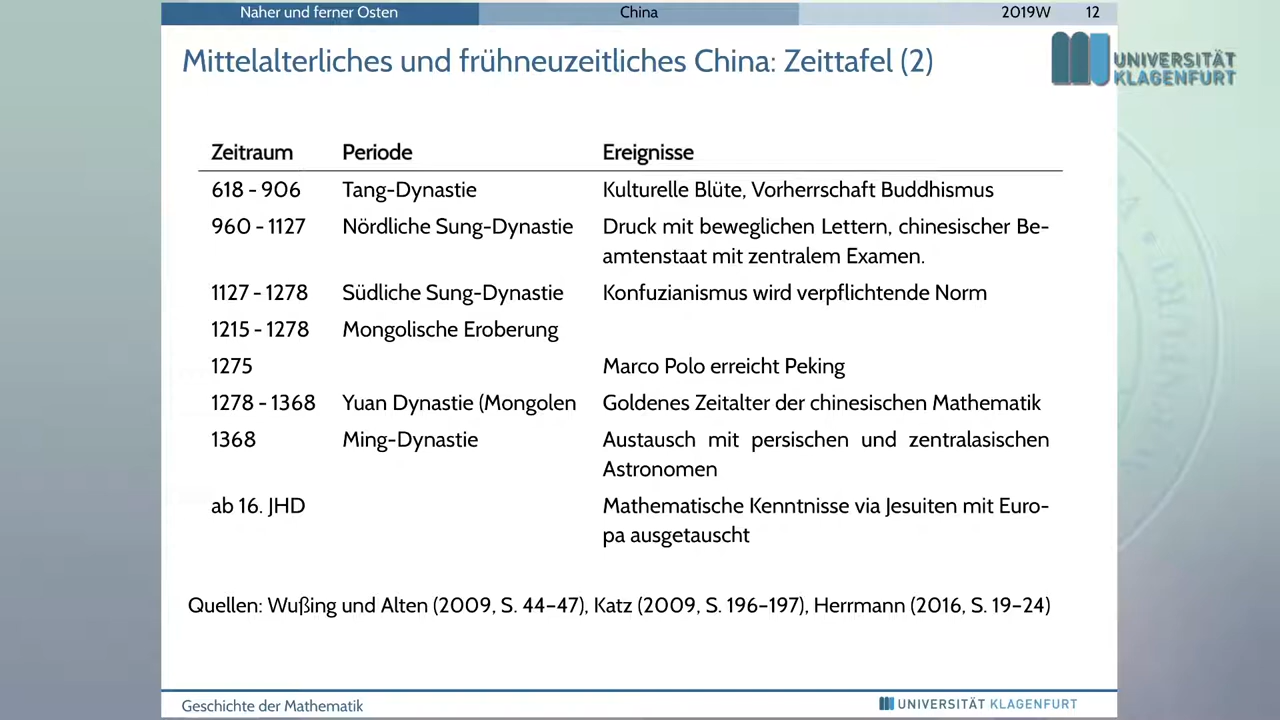 Naher und ferner Osten China 2019W 12
Mittelalterliches und frühneuzeitliches China: Zeittafel (2)
UNIVERSITÄT
KLAGENFURT
Zeitraum Periode Ereignisse
618 - 906 Tang-Dynastie Kulturelle Blüte, Vorherrschaft Buddhismus
960 - 1127 Nördliche Sung-Dynastie Druck mit beweglichen Lettern, chinesischer Be-
amtenstaat mit zentralem Examen.
1127 - 1278 Südliche Sung-Dynastie Konfuzianismus wird verpflichtende Norm
1215 - 1278 Mongolische Eroberung
1275 Marco Polo erreicht Peking
1278 - 1368 Yuan Dynastie (Mongolen Goldenes Zeitalter der chinesischen Mathematik
1368 Ming-Dynastie Austausch mit persischen und zentralasischen
Astronomen
ab 16. JHD Mathematische Kenntnisse via Jesuiten mit Euro-
pa ausgetauscht
Quellen: Wußing und Alten (2009, S. 44–47), Katz (2009, S. 196–197), Herrmann (2016, S. 19–24)
Geschichte der Mathematik UNIVERSITÄT KLAGENFURT